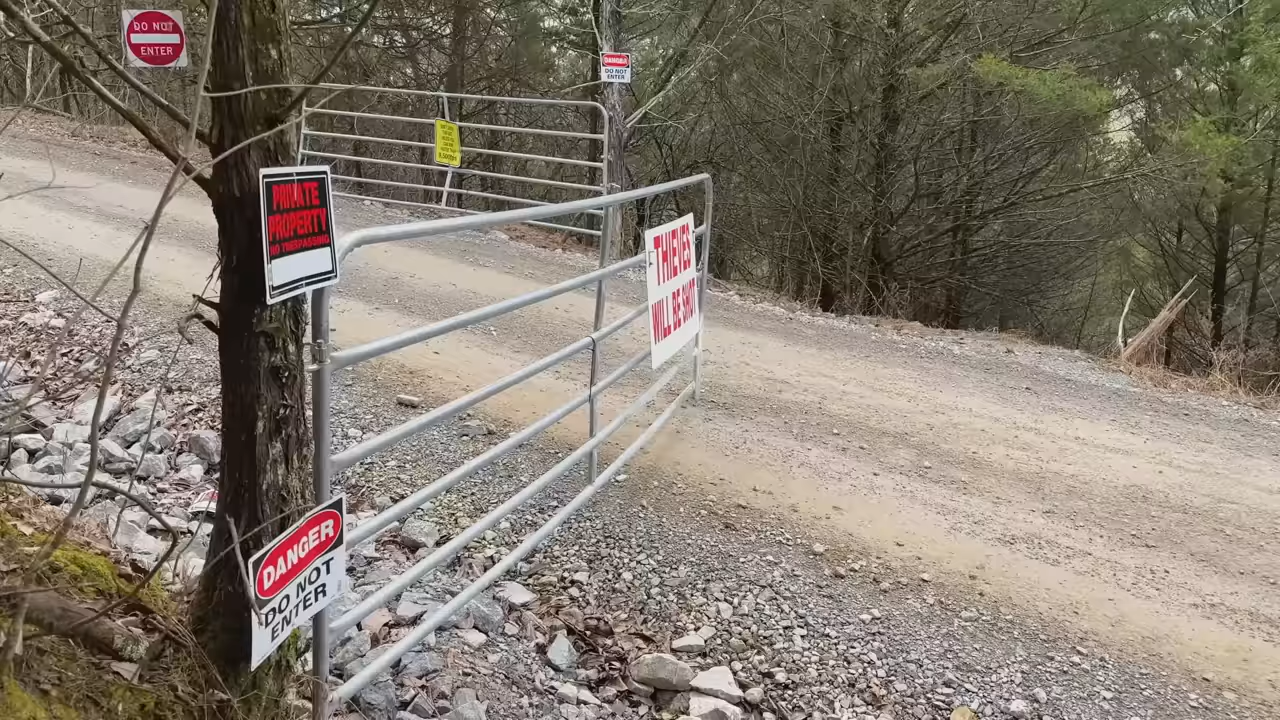 DO NOT
ENTER
DANGER
DO NOT
ENTER
PRIVATE
PROPERTY
NO TRESPASSING
THIEVES
WILL BE SHOT
DANGER
DO NOT
ENTER